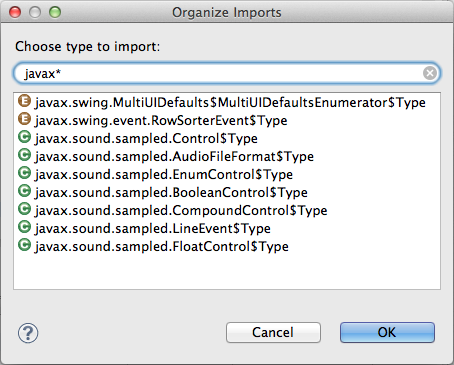 Organize Imports
Choose type to import:
javax*
E javax.swing.MultiUIDefaults$MultiUIDefaultsEnumerator$Type
E javax.swing.event.RowSorterEvent$Type
C javax.sound.sampled.Control$Type
C javax.sound.sampled.AudioFileFormat$Type
C javax.sound.sampled.EnumControl$Type
C javax.sound.sampled.BooleanControl$Type
C javax.sound.sampled.CompoundControl$Type
C javax.sound.sampled.LineEvent$Type
C javax.sound.sampled.FloatControl$Type
? Cancel OK